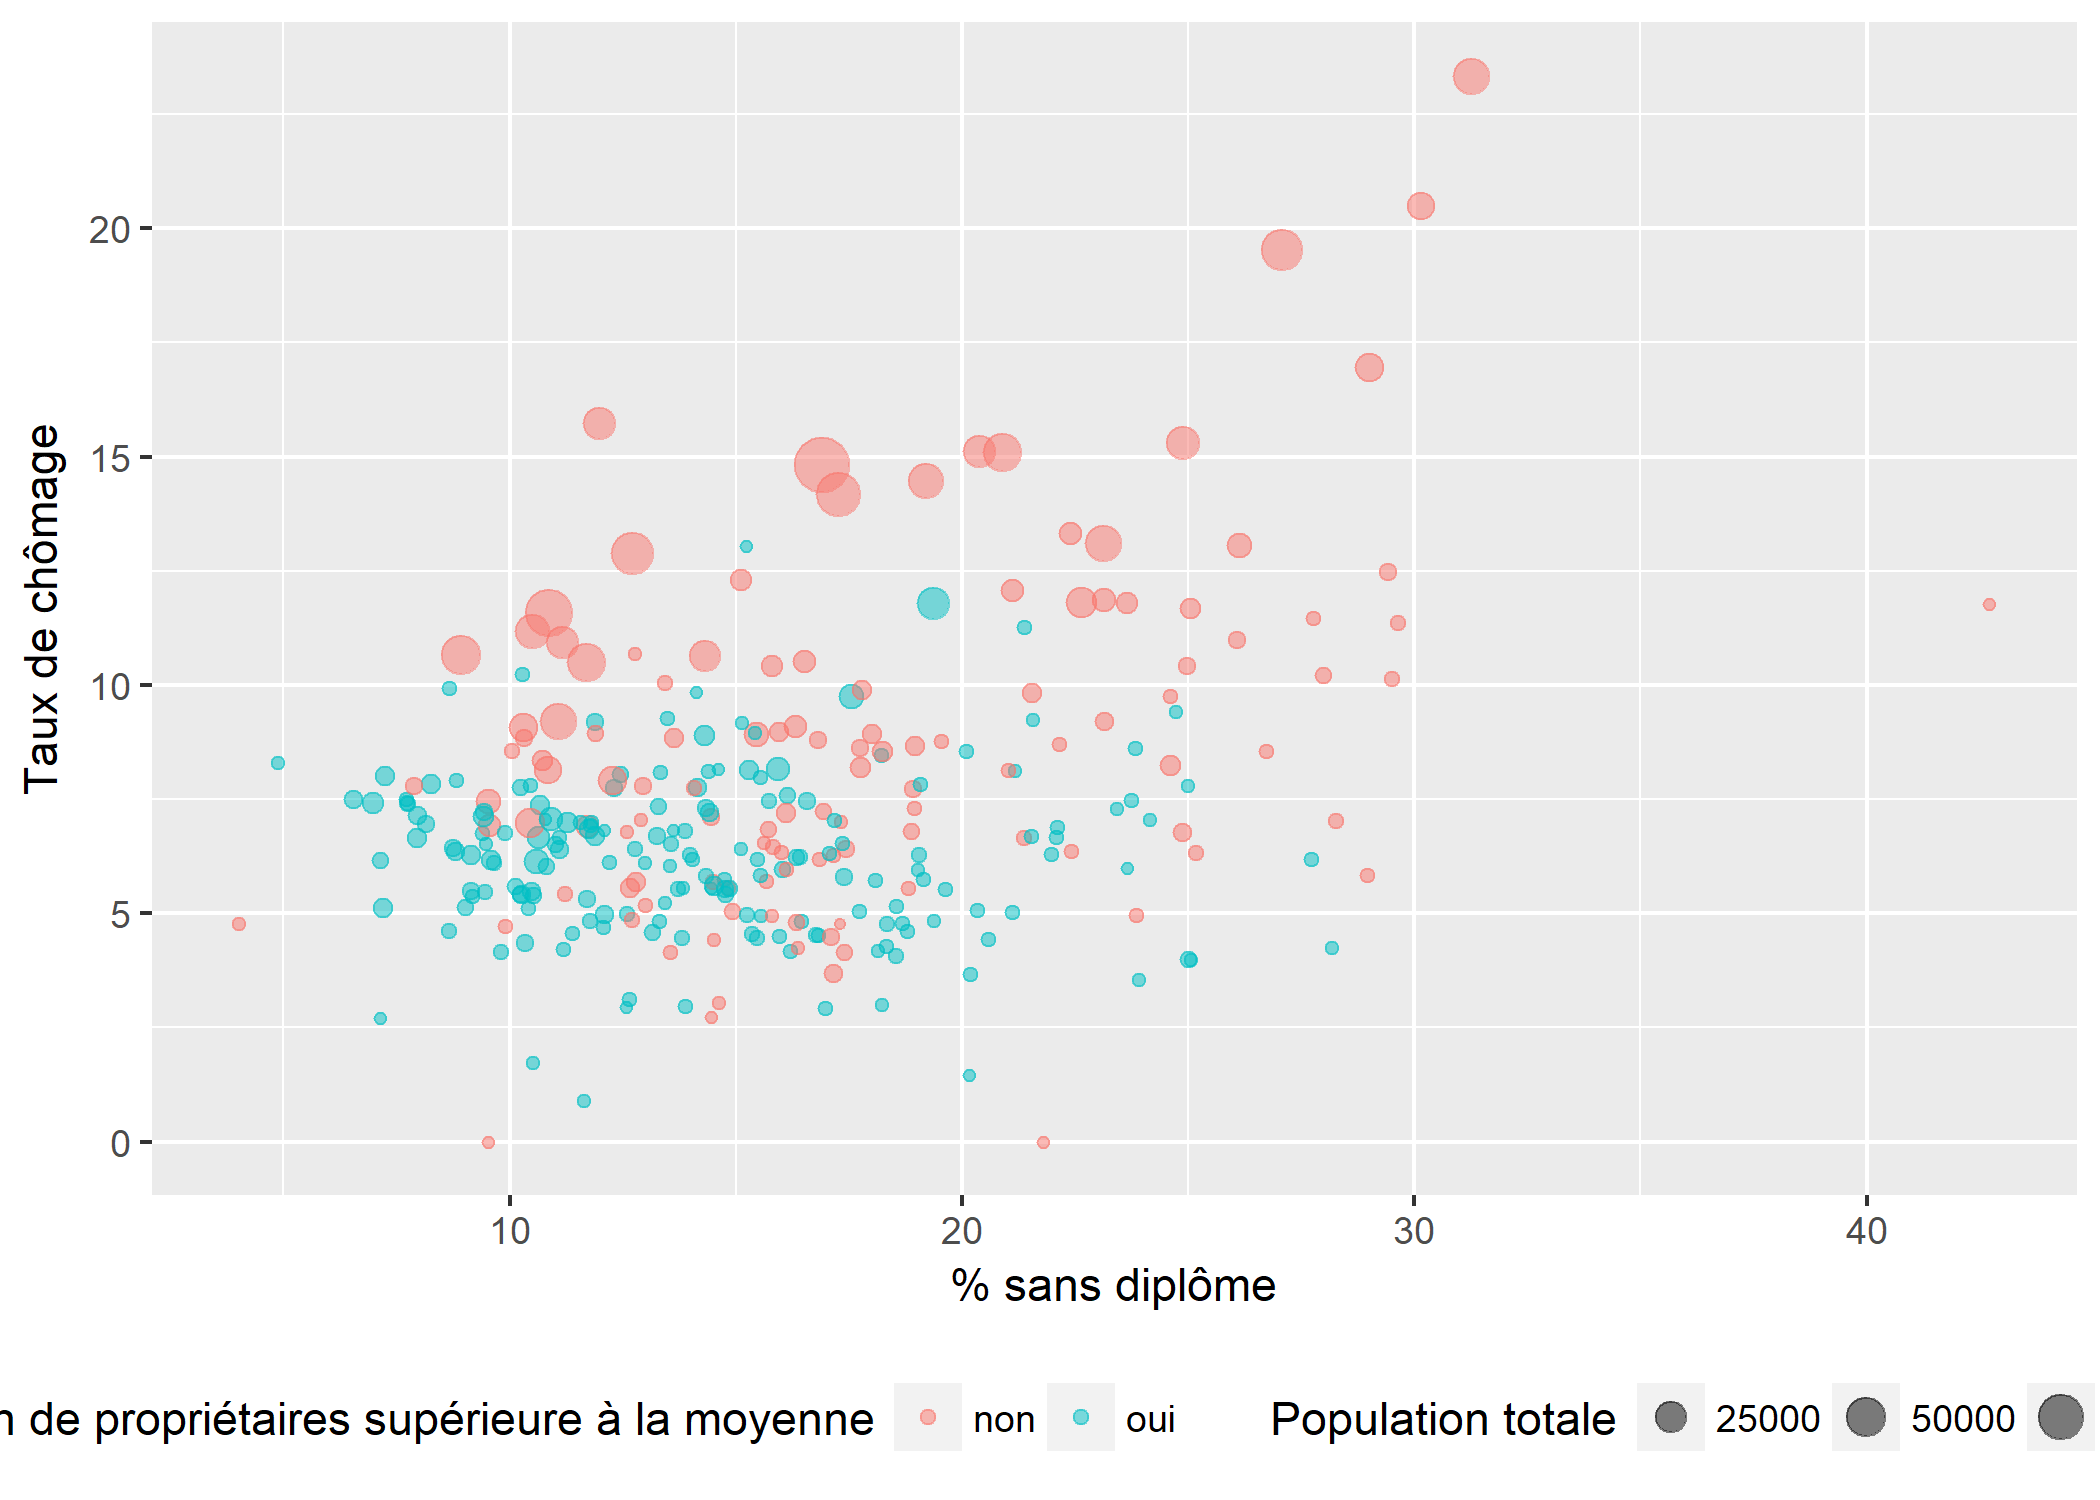 Taux de chômage
20
15
10
5
0
10 20 30 40
% sans diplôme
n de propriétaires supérieure à la moyenne non oui Population totale 25000 50000